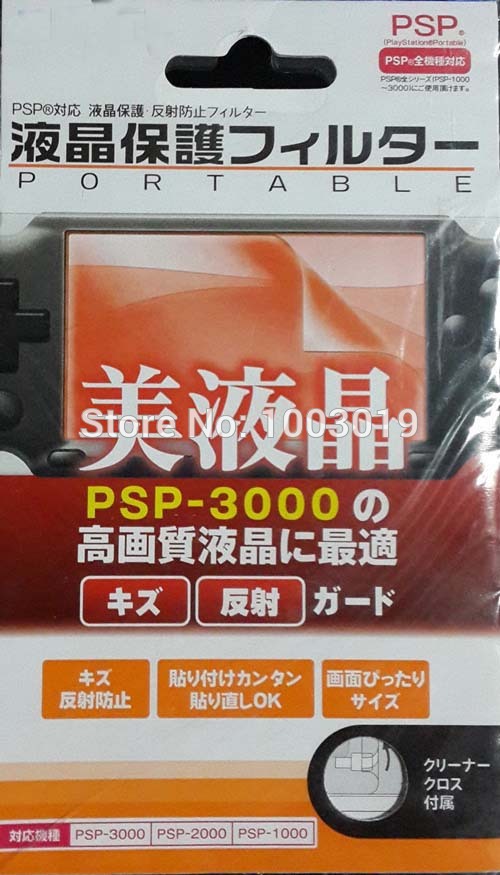 PSP®
(PlayStation®Portable)
PSP®全機種対応
PSP®全シリーズ(PSP-1000
～3000)にご使用頂けます。
PSP®対応 液晶保護・反射防止フィルター
液晶保護フィルター
PORTABLE
美液晶
Store No: 1003019
PSP-3000の
高画質液晶に最適
キズ 反射 ガード
キズ
反射防止
貼り付けカンタン
貼り直しOK
画面ぴったり
サイズ
クリーナー
クロス
付属
対応機種 PSP-3000 PSP-2000 PSP-1000